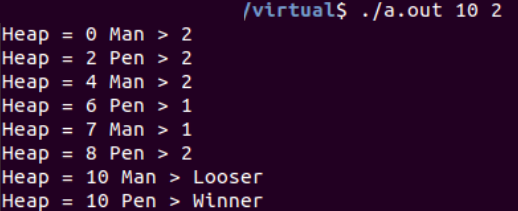 /virtual$ ./a.out 10 2
Heap = 0 Man > 2
Heap = 2 Pen > 2
Heap = 4 Man > 2
Heap = 6 Pen > 1
Heap = 7 Man > 1
Heap = 8 Pen > 2
Heap = 10 Man > Looser
Heap = 10 Pen > Winner